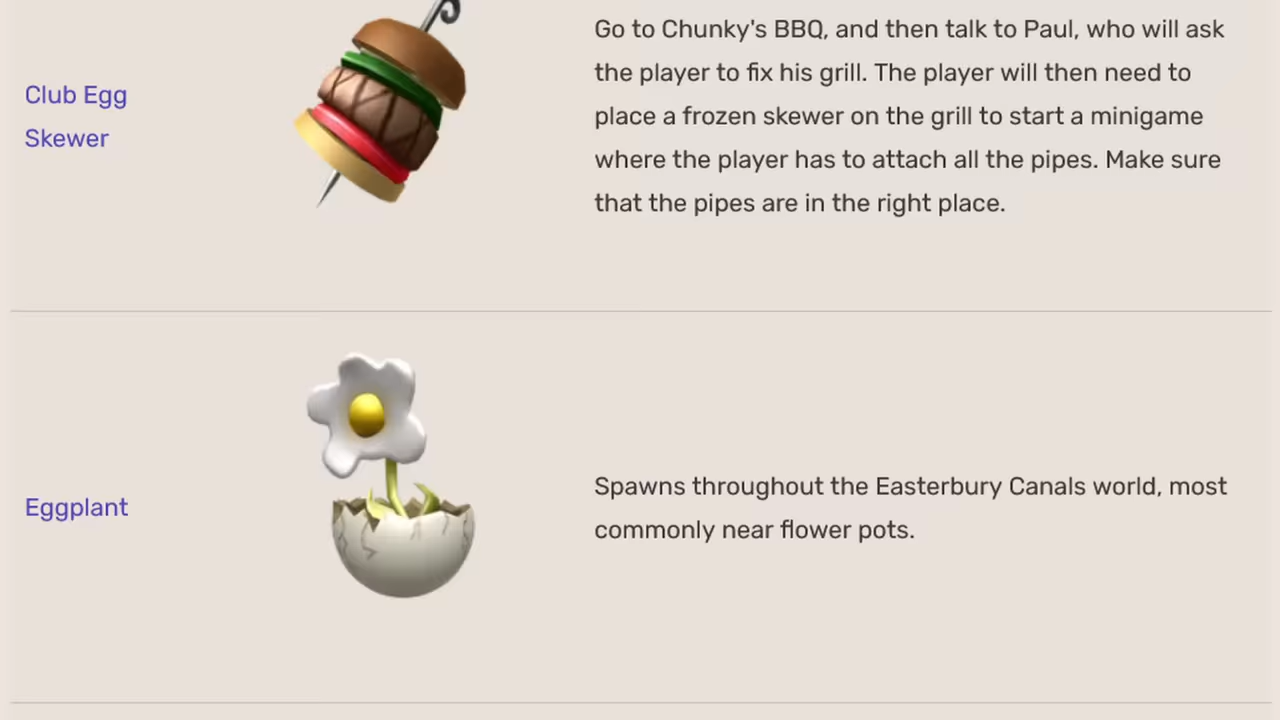 Club Egg
Skewer
Go to Chunky's BBQ, and then talk to Paul, who will ask
the player to fix his grill. The player will then need to
place a frozen skewer on the grill to start a minigame
where the player has to attach all the pipes. Make sure
that the pipes are in the right place.
Eggplant
Spawns throughout the Easterbury Canals world, most
commonly near flower pots.